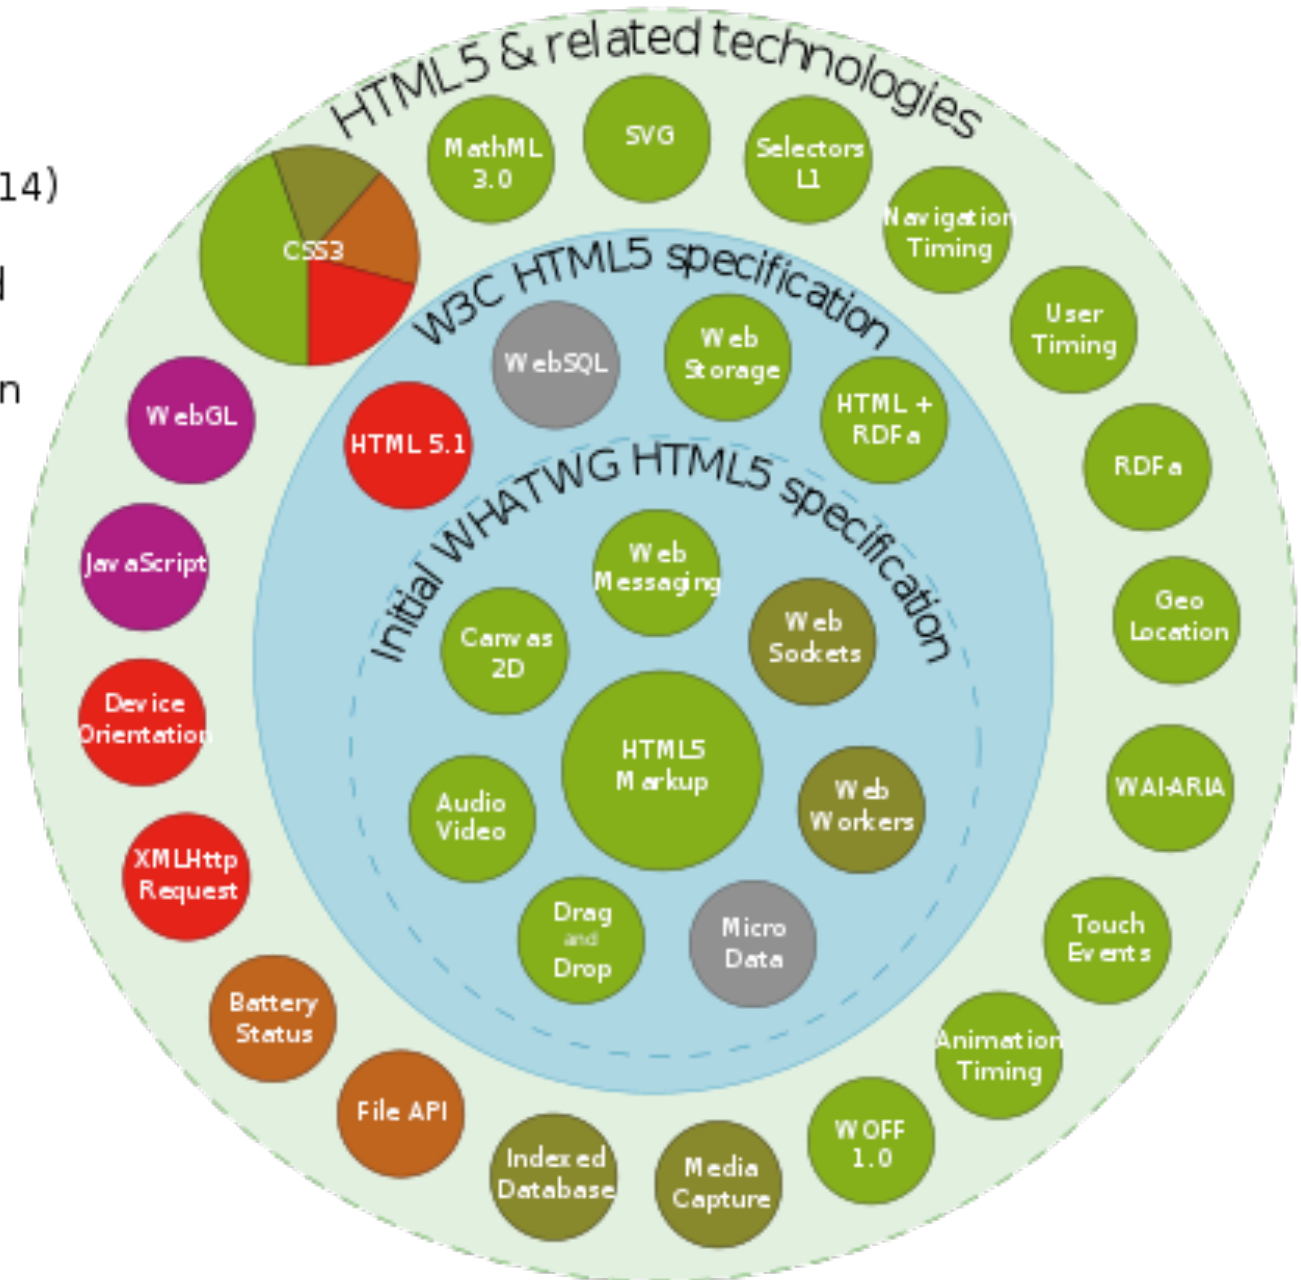 HTML5 & related technologies
14)
d
n
MathML
3.0
SVG
Selectors
L1
Navigation
Timing
CSS3
User
Timing
W3C HTML5 specification
WebSQL
Web
Storage
HTML +
RDFa
HTML 5.1
WebGL
RDFa
Initial WHATWG HTML5 specification
JavaScript
Web
Messaging
Canvas
2D
Web
Sockets
Geo
Location
Device
Orientation
HTML5
Markup
Audio
Video
Web
Workers
WAI-ARIA
XMLHttp
Request
Drag
and
Drop
Micro
Data
Touch
Events
Battery
Status
Animation
Timing
File API
WOFF
1.0
Indexed
Database
Media
Capture